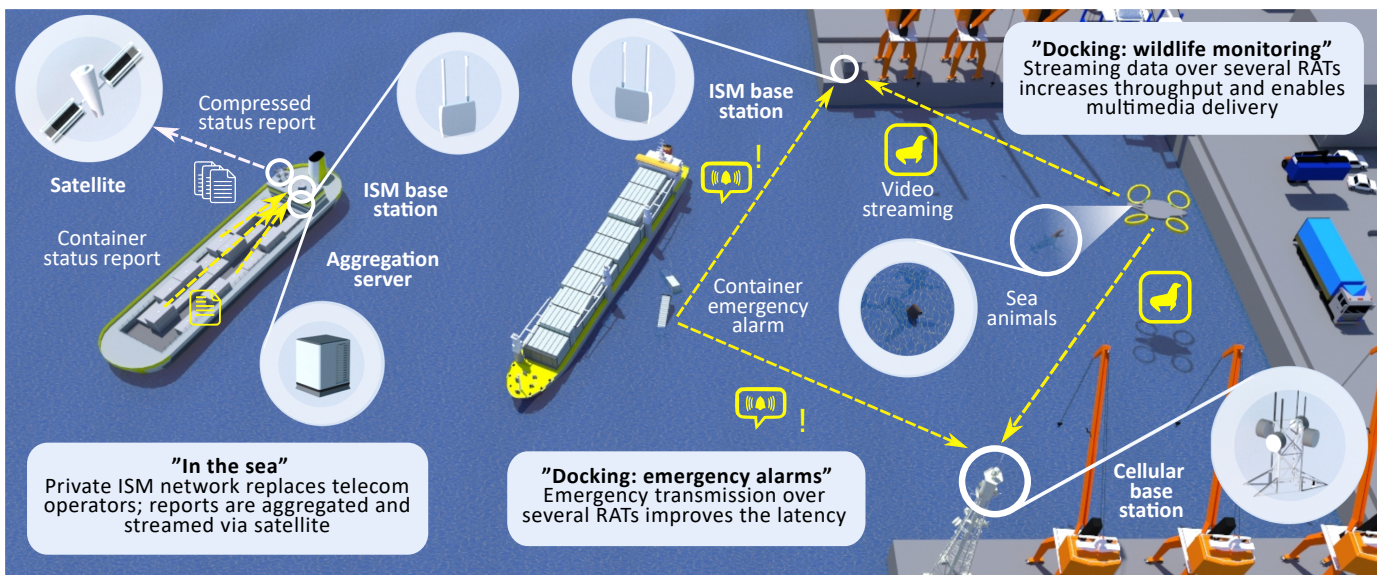 Compressed
status report
Satellite
ISM base
station
Container
status report
Aggregation
server
”In the sea”
Private ISM network replaces telecom
operators; reports are aggregated and
streamed via satellite
ISM base
station
!
Container
emergency
alarm
!
”Docking: emergency alarms”
Emergency transmission over
several RATs improves the latency
”Docking: wildlife monitoring”
Streaming data over several RATs
increases throughput and enables
multimedia delivery
Video
streaming
Sea
animals
Cellular
base
station